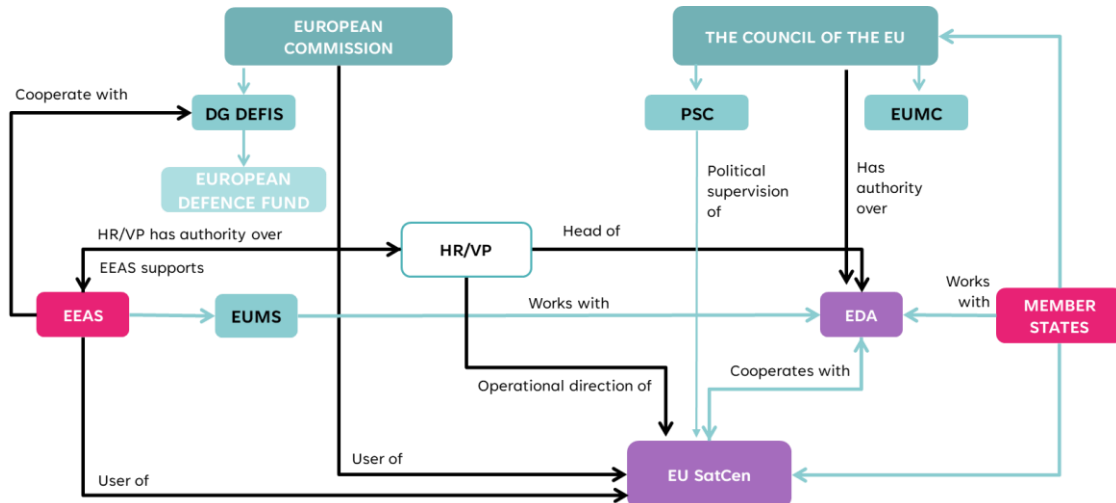 EUROPEAN
COMMISSION
THE COUNCIL OF THE EU
Cooperate with
DG DEFIS
PSC
EUMC
EUROPEAN
DEFENCE FUND
Political
supervision
of
Has
authority
over
HR/VP has authority over
HR/VP
Head of
EEAS supports
EEAS
EUMS
Works with
EDA
Works
with
MEMBER
STATES
Operational direction of
Cooperates with
User of
User of
EU SatCen